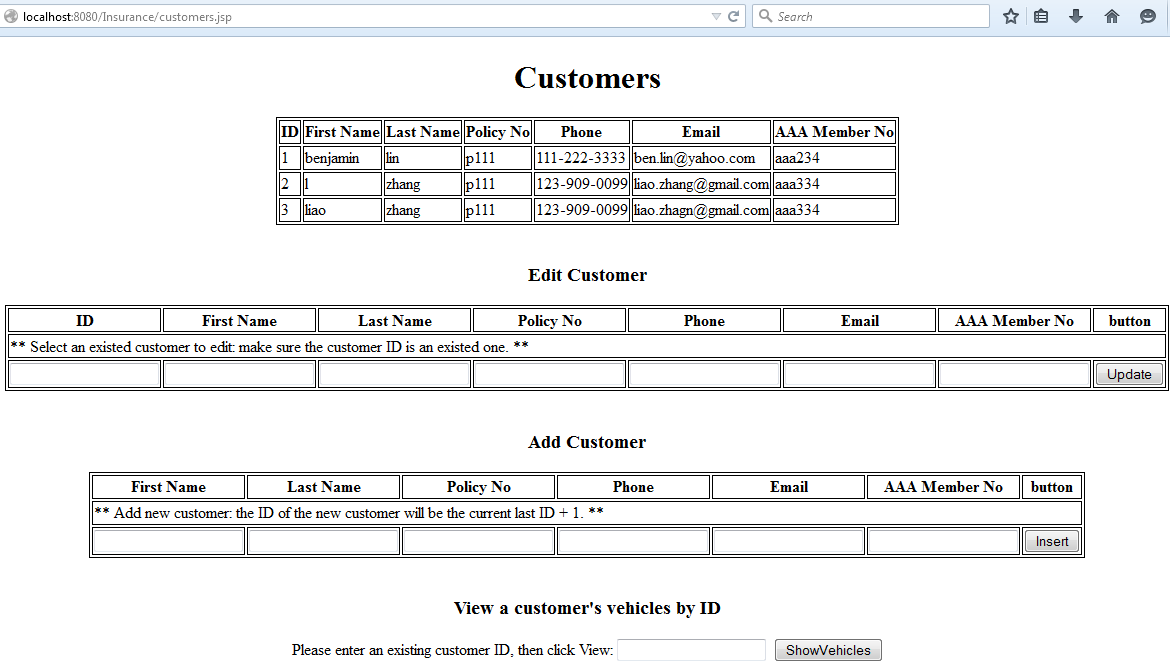 localhost:8080/Insurance/customers.jsp Search
Customers
ID First Name Last Name Policy No Phone Email AAA Member No
1 benjamin lin p111 111-222-3333 ben.lin@yahoo.com aaa234
2 l zhang p111 123-909-0099 liao.zhang@gmail.com aaa334
3 liao zhang p111 123-909-0099 liao.zhagn@gmail.com aaa334
Edit Customer
ID First Name Last Name Policy No Phone Email AAA Member No button
** Select an existed customer to edit: make sure the customer ID is an existed one. **
Update
Add Customer
First Name Last Name Policy No Phone Email AAA Member No button
** Add new customer: the ID of the new customer will be the current last ID + 1. **
Insert
View a customer's vehicles by ID
Please enter an existing customer ID, then click View: ShowVehicles